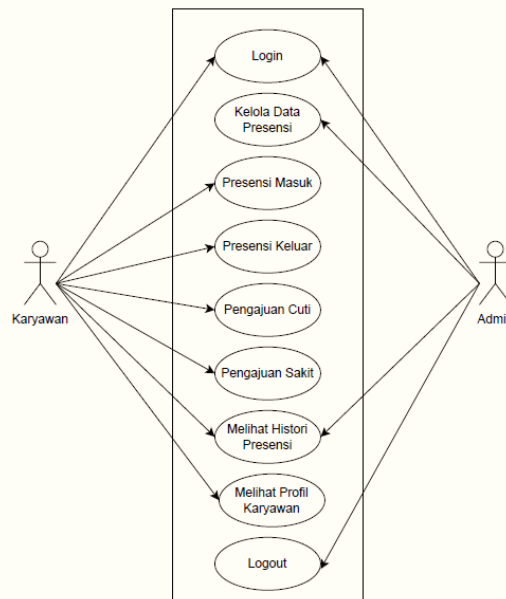 Login
Kelola Data
Presensi
Presensi Masuk
Presensi Keluar
Karyawan
Pengajuan Cuti
Admi
Pengajuan Sakit
Melihat Histori
Presensi
Melihat Profil
Karyawan
Logout